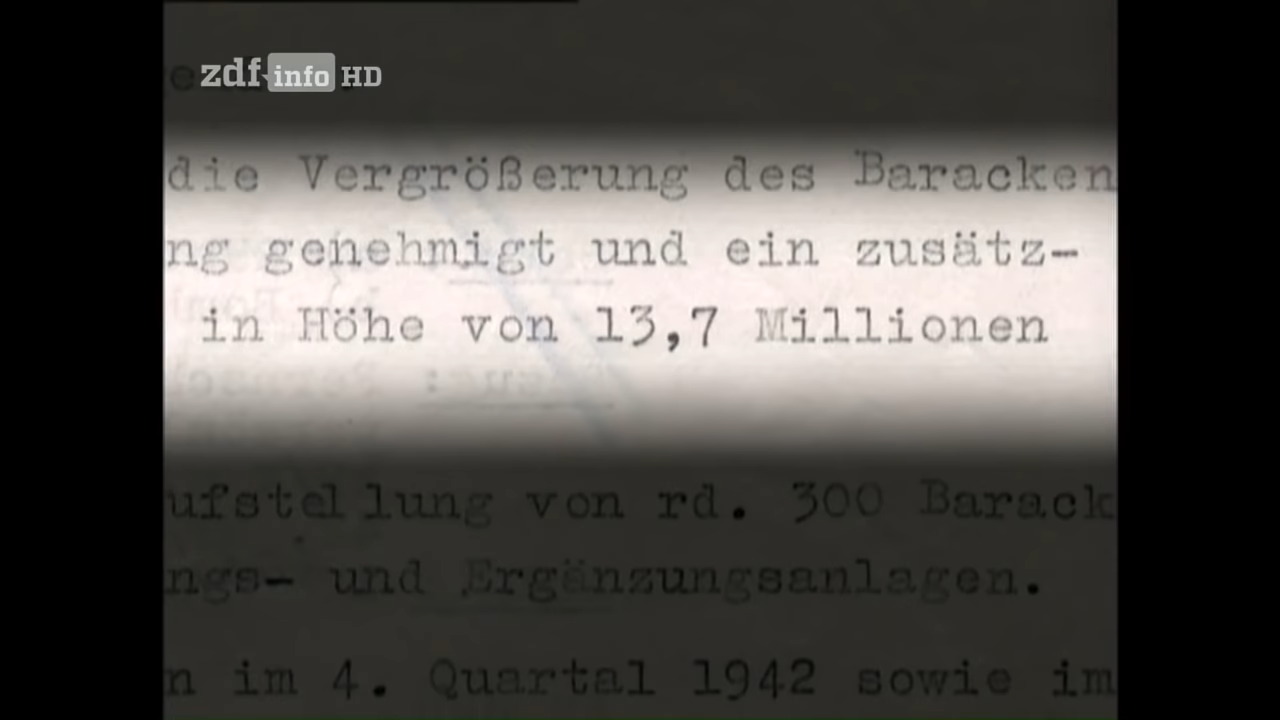 zdf info HD
die Vergrößerung des Baracken
ng genehmigt und ein zusätz-
in Höhe von 13,7 Millionen
ufstellung von rd. 300 Barack
ngs- und Ergänzungsanlagen.
n im 4. Quartal 1942 sowie im